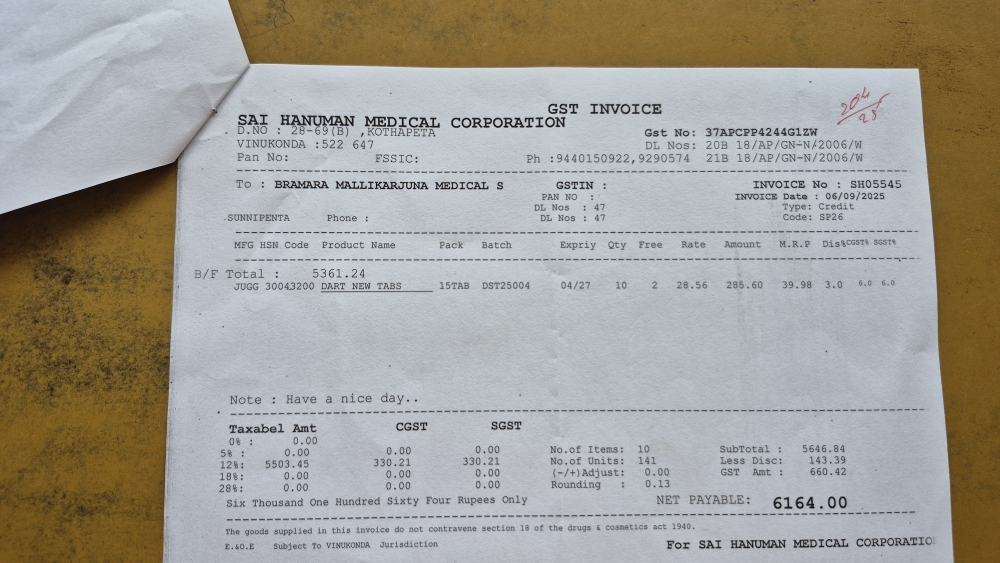 GST INVOICE
204/25
SAI HANUMAN MEDICAL CORPORATION
D.NO : 28-69(B) ,KOTHAPETA Gst No: 37APCPP4244G1ZW
VINUKONDA :522 647 DL Nos: 20B 18/AP/GN-N/2006/W
Pan No: FSSIC: Ph :9440150922,9290574 21B 18/AP/GN-N/2006/W
To : BRAMARA MALLIKARJUNA MEDICAL S GSTIN : INVOICE No : SH05545
PAN NO : INVOICE Date : 06/09/2025
DL Nos : 47 Type: Credit
.SUNNIPENTA Phone : DL Nos : 47 Code: SP26
MFG HSN Code Product Name Pack Batch Expriy Qty Free Rate Amount M.R.P Dis% CGST% SGST%
B/F Total : 5361.24
JUGG 30043200 DART NEW TABS 15TAB DST25004 04/27 10 2 28.56 285.60 39.98 3.0 6.0 6.0
Note : Have a nice day..
Taxabel Amt CGST SGST
0% : 0.00
5% : 0.00 0.00 0.00 No.of Items: 10 SubTotal : 5646.84
12%: 5503.45 330.21 330.21 No.of Units: 141 Less Disc: 143.39
18%: 0.00 0.00 0.00 (-/+)Adjust: 0.00 GST Amt : 660.42
28%: 0.00 0.00 0.00 Rounding : 0.13
Six Thousand One Hundred Sixty Four Rupees Only NET PAYABLE: 6164.00
The goods supplied in this invoice do not contravene section 18 of the drugs & cosmetics act 1940.
E.&O.E Subject To VINUKONDA Jurisdiction For SAI HANUMAN MEDICAL CORPORATIO